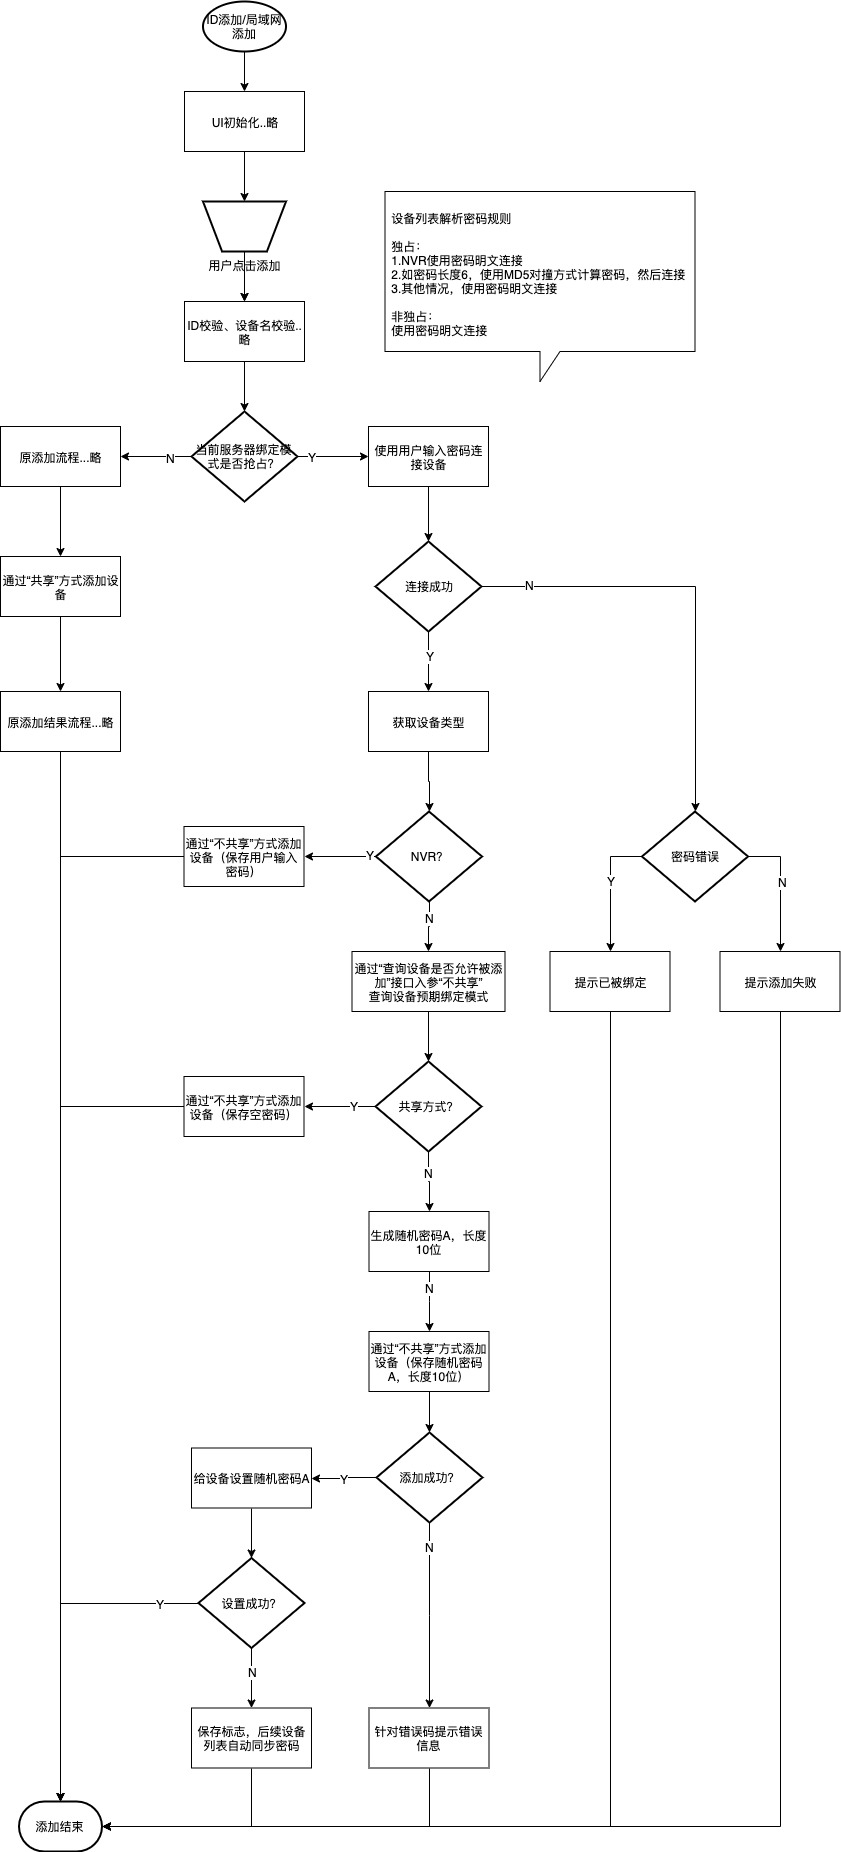 ID添加/局域网
添加
UI初始化..略
用户点击添加
设备列表解析密码规则
独占：
1.NVR使用密码明文连接
2.如密码长度6，使用MD5对撞方式计算密码，然后连接
3.其他情况，使用密码明文连接
非独占：
使用密码明文连接
ID校验、设备名校验..
略
当前服务器绑定模
式是否抢占?
N
Y
原添加流程...略
使用用户输入密码连
接设备
通过“共享”方式添加设
备
连接成功
N
Y
原添加结果流程...略
获取设备类型
通过“不共享”方式添加
设备（保存用户输入
密码）
Y
NVR?
N
密码错误
Y
N
通过“查询设备是否允许被添
加”接口入参“不共享”
查询设备预期绑定模式
提示已被绑定
提示添加失败
通过“不共享”方式添加
设备（保存空密码）
Y
共享方式?
N
生成随机密码A，长度
10位
N
通过“不共享”方式添加
设备（保存随机密码
A，长度10位）
给设备设置随机密码A
Y
添加成功?
N
Y
设置成功?
N
保存标志，后续设备
列表自动同步密码
针对错误码提示错误
信息
添加结束